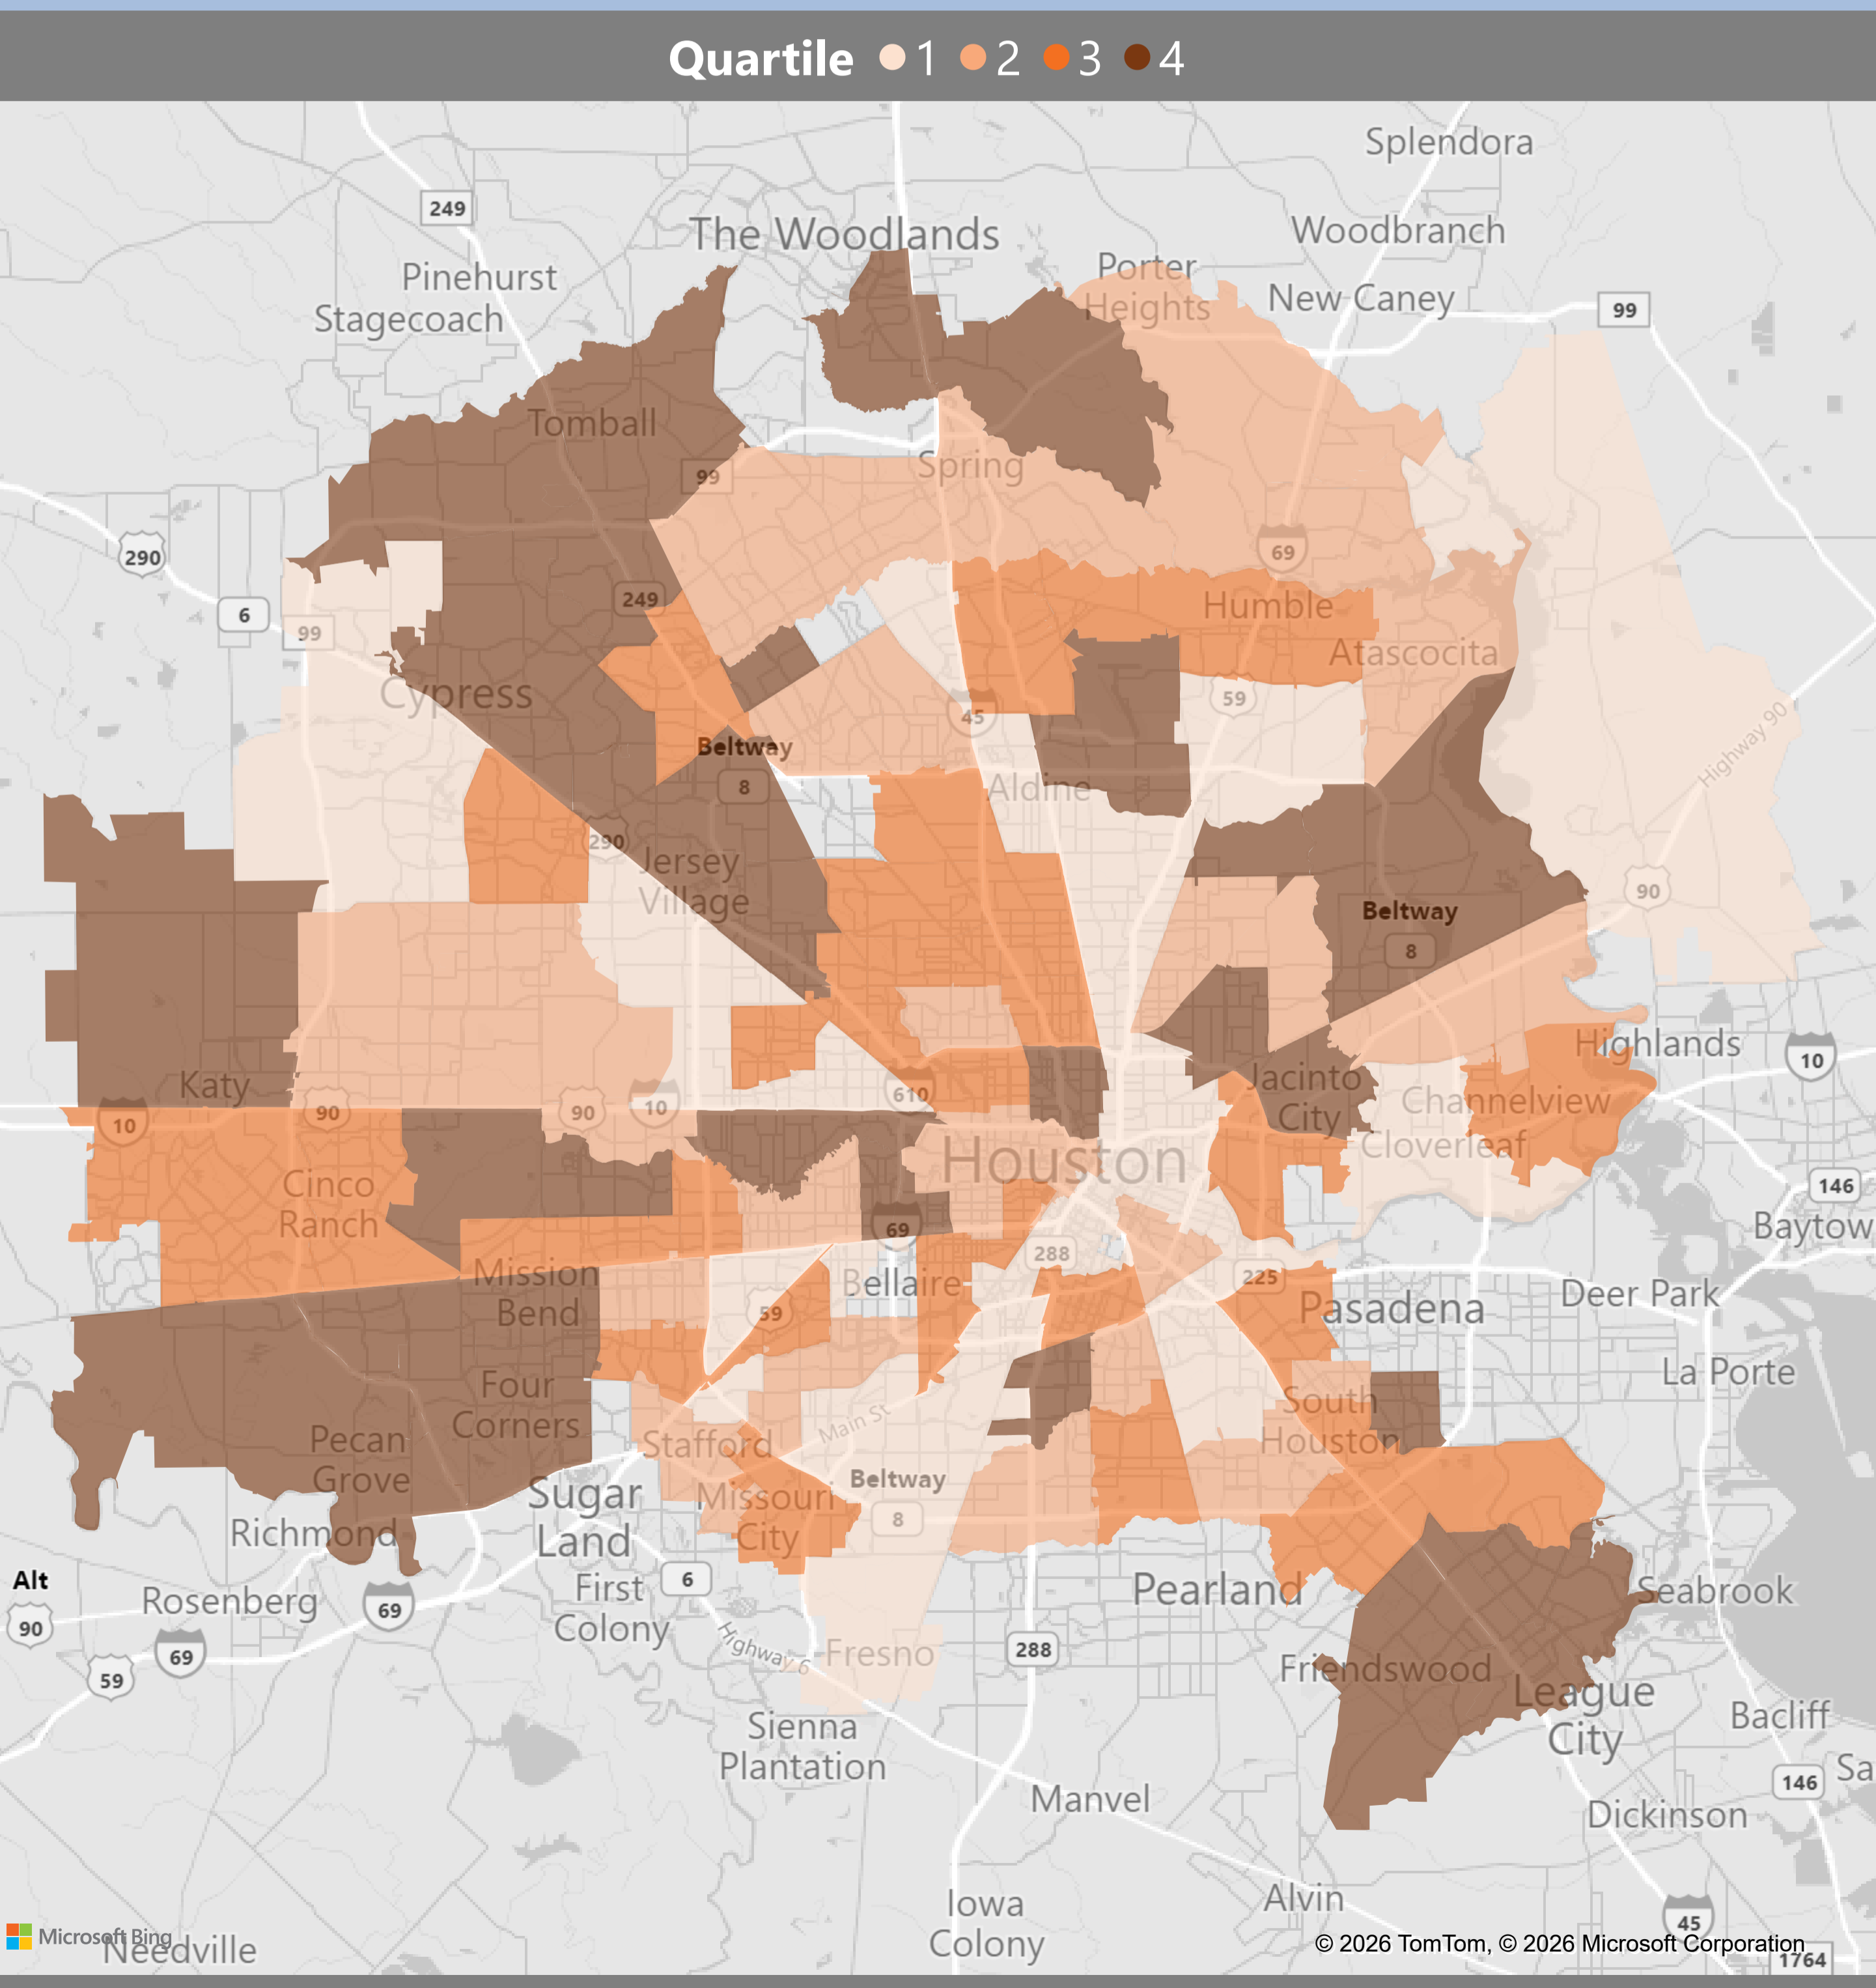 Quartile 1 2 3 4
Splendora
249
The Woodlands
Woodbranch
Pinehurst
Porter
Heights
New Caney
Stagecoach
99
Tomball
Spring
99
290
69
249
Humble
6
99
Atascocita
Cypress
59
45
Beltway
8
Highway 90
Aldine
290
Jersey
Village
90
Beltway
8
Highlands
10
Katy
Jacinto
City
610
90
90
10
10
Channelview
Cloverleaf
Houston
Cinco
Ranch
146
69
Baytow
288
225
Mission
Bend
Bellaire
59
Pasadena
Deer Park
La Porte
Four
Corners
South
Houston
Main St
Pecan
Grove
Stafford
Beltway
8
Sugar
Land
Missouri
City
Richmond
Alt
90
6
First
Colony
Pearland
Seabrook
Rosenberg
69
69
Highway 6
Fresno
288
59
Friendswood
League
City
Bacliff
Sienna
Plantation
Sa
146
Manvel
Dickinson
Alvin
Iowa
Colony
45
Microsoft Bing
Needville
© 2026 TomTom, © 2026 Microsoft Corporation
1764